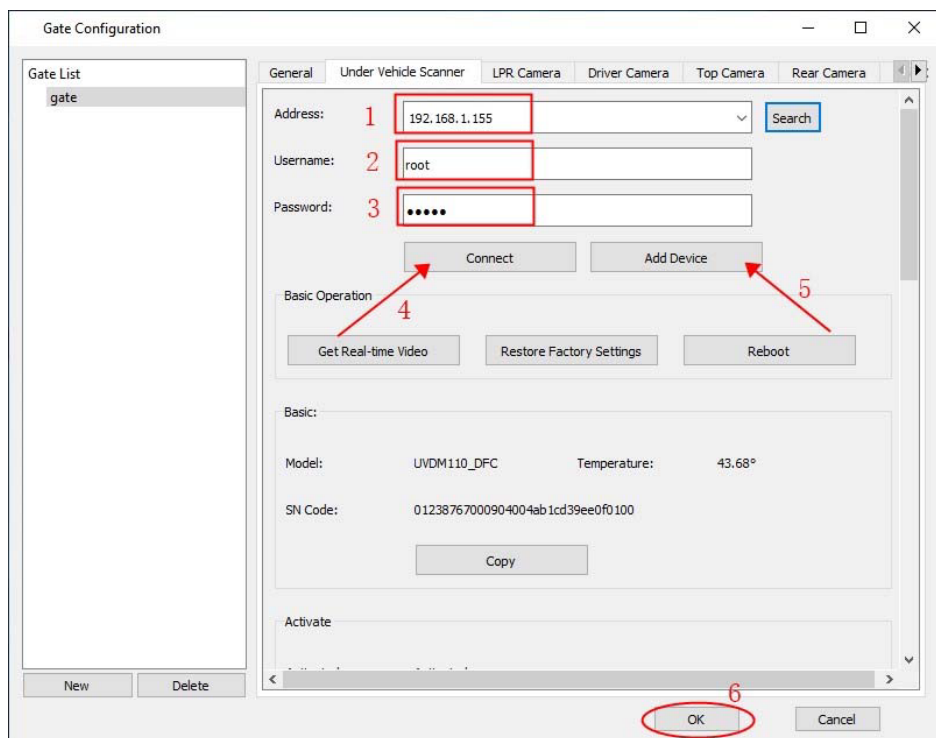 Gate Configuration
Gate List
gate
General Under Vehicle Scanner LPR Camera Driver Camera Top Camera Rear Camera
Address: 1 192.168.1.155 Search
Username: 2 root
Password: 3 •••••
Connect Add Device
5
Basic Operation
4
Get Real-time Video Restore Factory Settings Reboot
Basic:
Model: UVDM110_DFC Temperature: 43.68°
SN Code: 01238767000904004ab1cd39ee0f0100
Copy
Activate
New Delete
6
OK Cancel